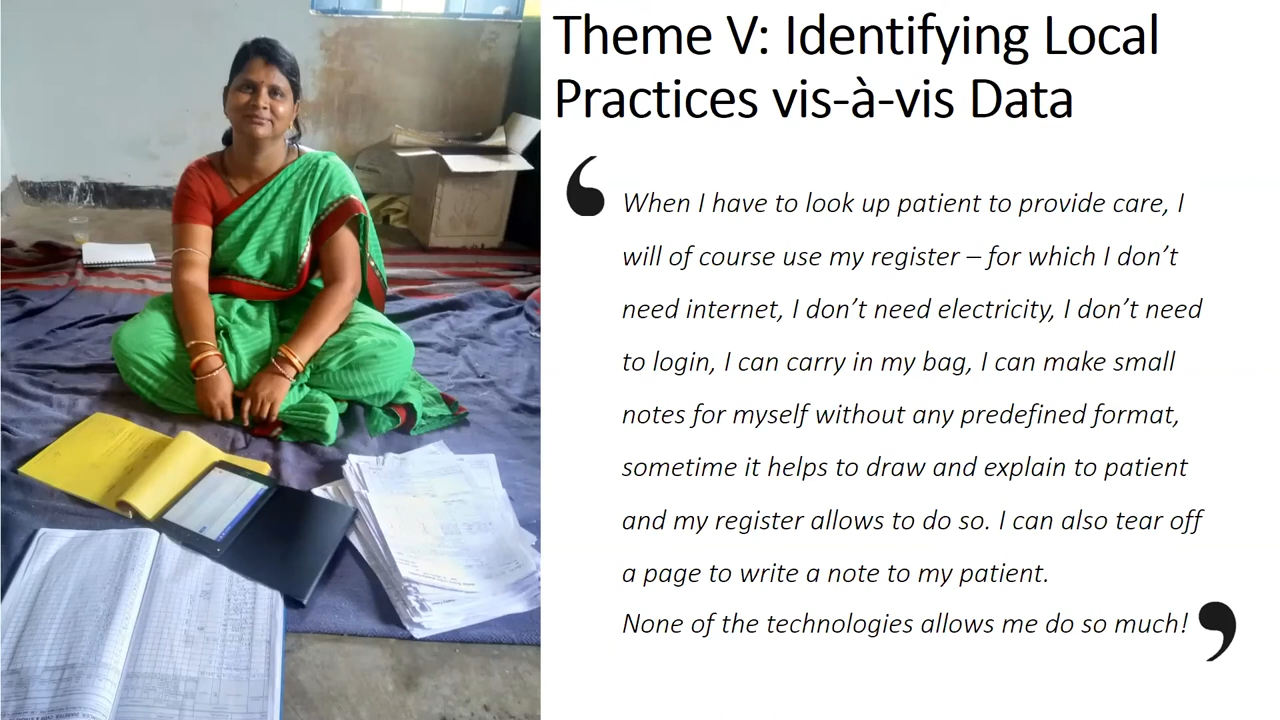 Theme V: Identifying Local
Practices vis-à-vis Data
‘
When I have to look up patient to provide care, I
will of course use my register – for which I don’t
need internet, I don’t need electricity, I don’t need
to login, I can carry in my bag, I can make small
notes for myself without any predefined format,
sometime it helps to draw and explain to patient
and my register allows to do so. I can also tear off
a page to write a note to my patient.
None of the technologies allows me do so much!
’